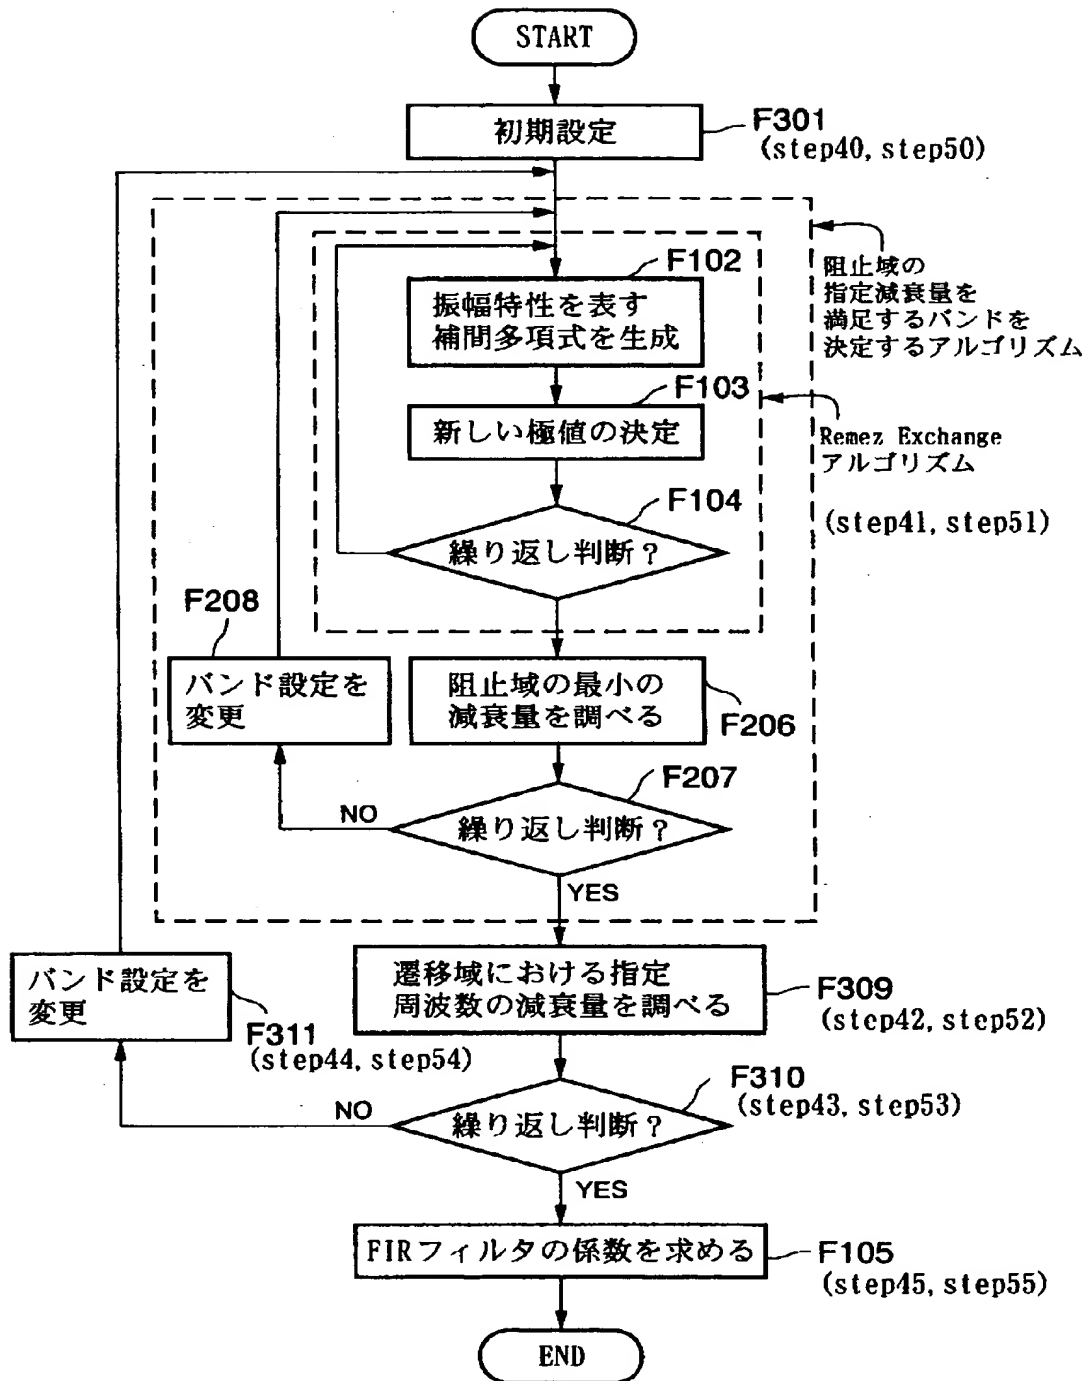 START
初期設定
F301
(step40, step50)
阻止域の
指定減衰量を
満足するバンドを
決定するアルゴリズム
F102
振幅特性を表す
補間多項式を生成
F103
新しい極値の決定
Remez Exchange
アルゴリズム
(step41, step51)
F104
繰り返し判断？
F208
バンド設定を
変更
阻止域の最小の
減衰量を調べる
F206
F207
繰り返し判断？
NO
YES
遷移域における指定
周波数の減衰量を調べる
F309
(step42, step52)
バンド設定を
変更
F311
(step44, step54)
F310
(step43, step53)
繰り返し判断？
NO
YES
FIRフィルタの係数を求める
F105
(step45, step55)
END